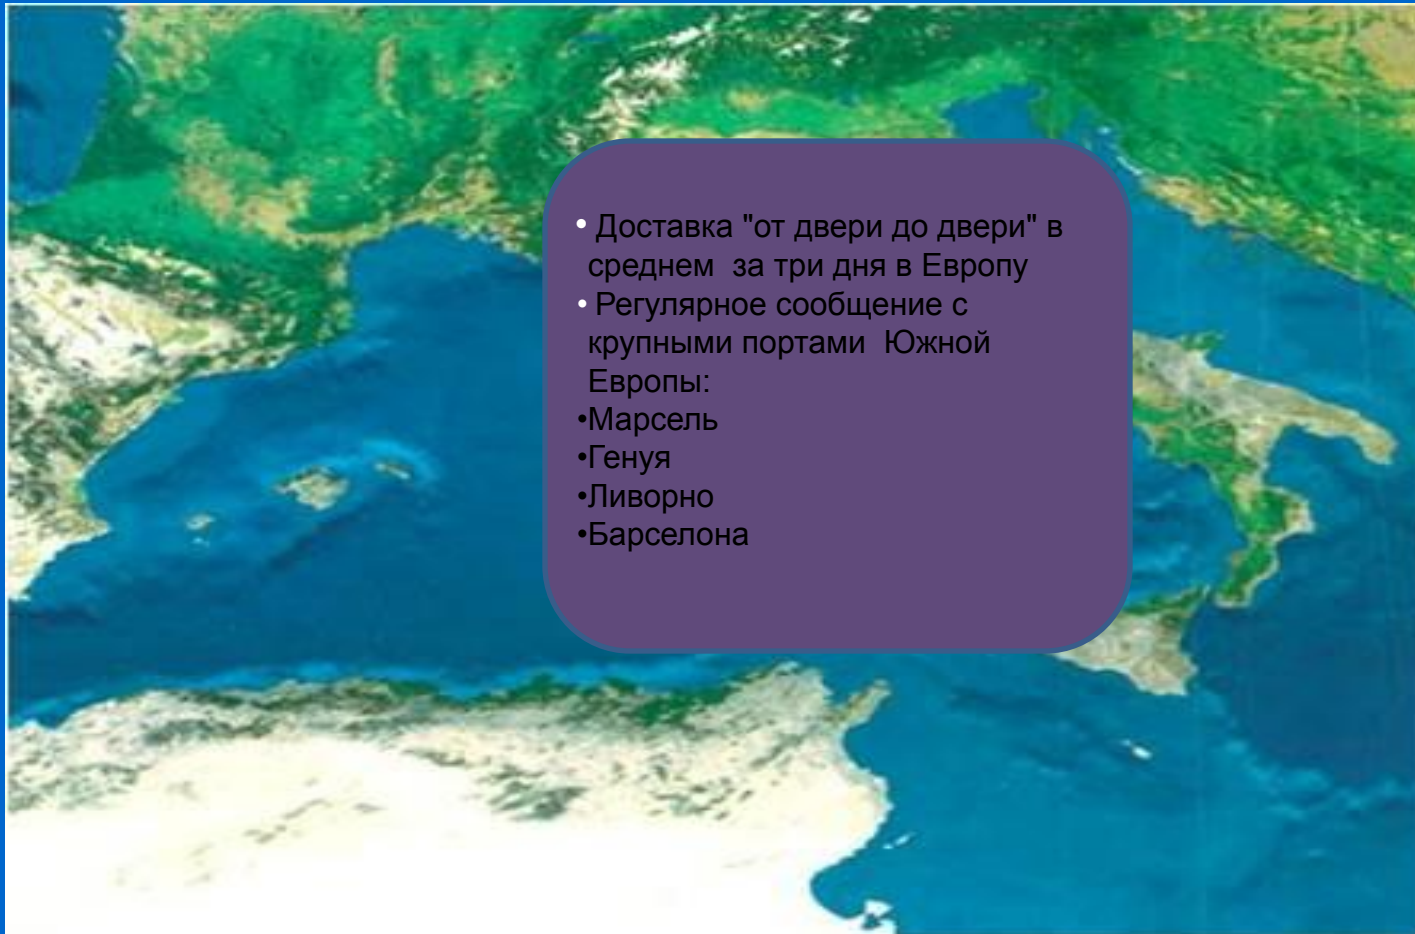 • Доставка "от двери до двери" в
среднем за три дня в Европу
• Регулярное сообщение с
крупными портами Южной
Европы:
•Марсель
•Генуя
•Ливорно
•Барселона